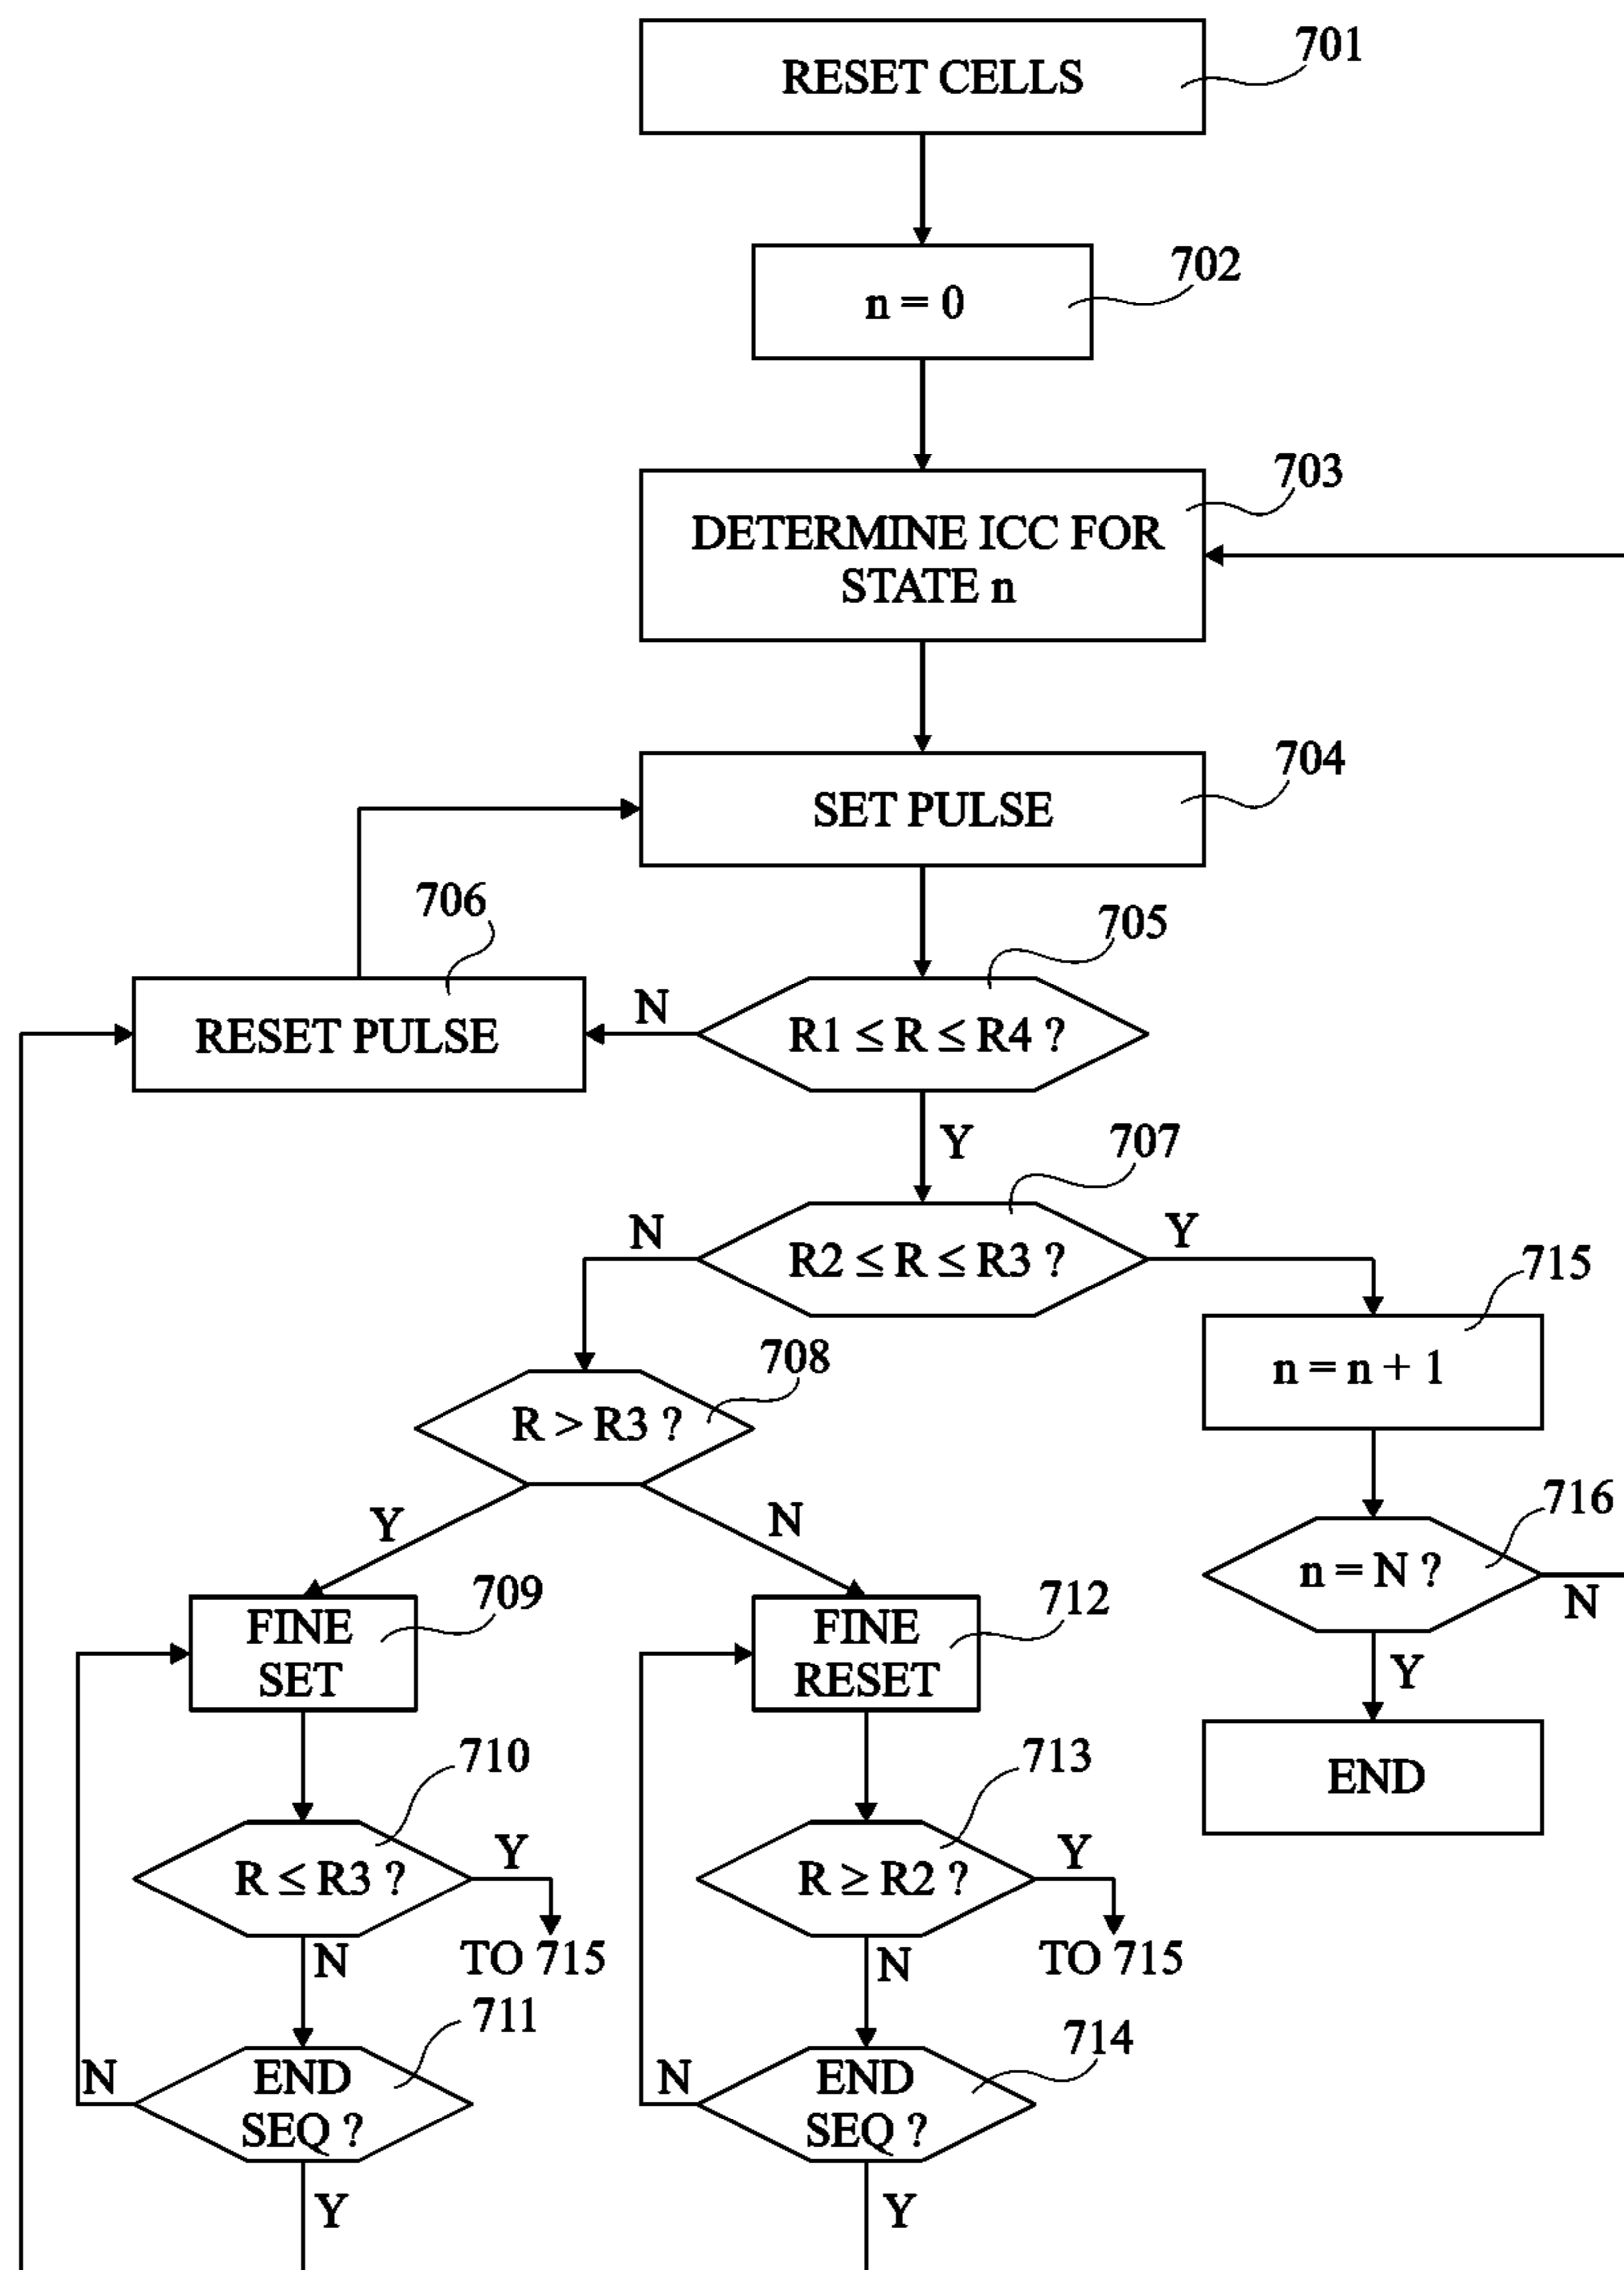 RESET CELLS
701
n = 0
702
DETERMINE ICC FOR
STATE n
703
SET PULSE
704
RESET PULSE
706
N
R1 ≤ R ≤ R4 ?
705
Y
N
R2 ≤ R ≤ R3 ?
707
Y
n = n + 1
715
R > R3 ?
708
Y
N
n = N ?
716
N
Y
END
FINE
SET
709
FINE
RESET
712
R ≤ R3 ?
710
Y
TO 715
N
R ≥ R2 ?
713
Y
TO 715
N
END
SEQ ?
711
N
Y
END
SEQ ?
714
N
Y